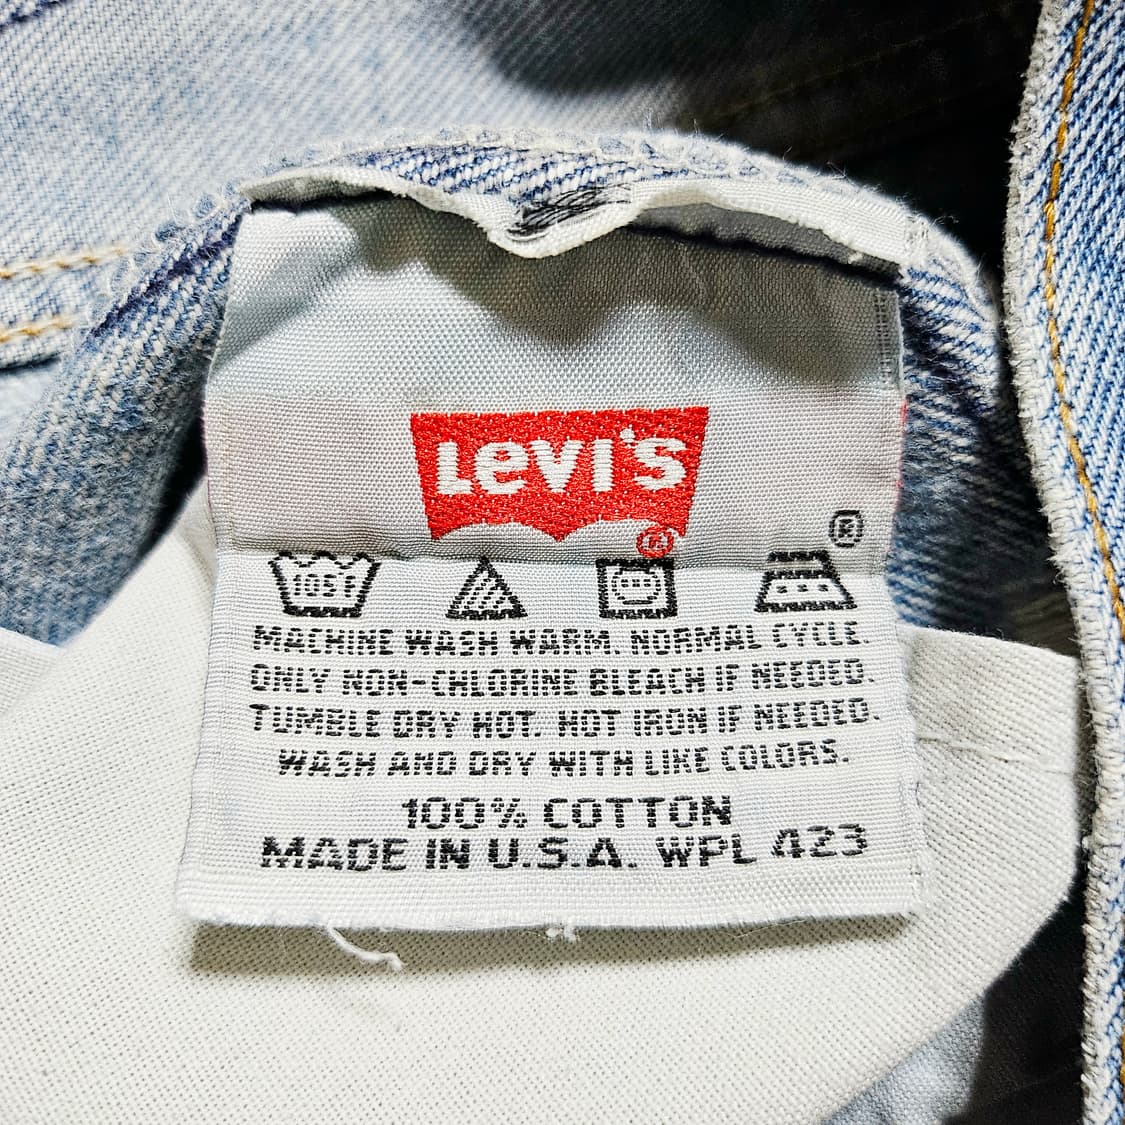 Levi's
®
®
105F
MACHINE WASH WARM. NORMAL CYCLE.
ONLY NON-CHLORINE BLEACH IF NEEDED.
TUMBLE DRY HOT. HOT IRON IF NEEDED.
WASH AND DRY WITH LIKE COLORS.
100% COTTON
MADE IN U.S.A. WPL 423